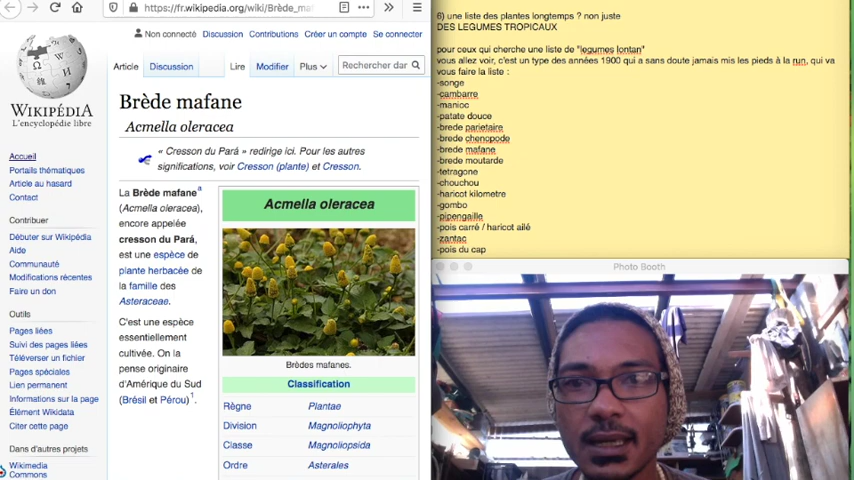 https://fr.wikipedia.org/wiki/Brède_maf
Non connecté Discussion Contributions Créer un compte Se connecter
Article Discussion Lire Modifier Plus Rechercher dar
WIKIPÉDIA
L'encyclopédie libre
Accueil
Portails thématiques
Article au hasard
Contact
Contribuer
Débuter sur Wikipédia
Aide
Communauté
Modifications récentes
Faire un don
Outils
Pages liées
Suivi des pages liées
Téléverser un fichier
Pages spéciales
Lien permanent
Informations sur la page
Élément Wikidata
Citer cette page
Dans d'autres projets
Wikimedia
Commons
Brède mafane
Acmella oleracea
« Cresson du Pará » redirige ici. Pour les autres
significations, voir Cresson (plante) et Cresson.
La Brède mafane a
(Acmella oleracea),
encore appelée
cresson du Pará,
est une espèce de
plante herbacée de
la famille des
Asteraceae.
C'est une espèce
essentiellement
cultivée. On la
pense originaire
d'Amérique du Sud
(Brésil et Pérou)1.
Acmella oleracea
Brèdes mafanes.
Classification
Règne Plantae
Division Magnoliophyta
Classe Magnoliopsida
Ordre Asterales
6) une liste des plantes longtemps ? non juste
DES LEGUMES TROPICAUX
pour ceux qui cherche une liste de "legumes lontan"
vous allez voir, c'est un type des années 1900 qui a sans doute jamais mis les pieds à la run, qui va
vous faire la liste :
-songe
-cambarre
-manioc
-patate douce
-brede parietaire
-brede chenopode
-brede mafane
-brede moutarde
-tetragone
-chouchou
-haricot kilometre
-gombo
-pipengaille
-pois carré / haricot ailé
-zantac
-pois du cap
Photo Booth